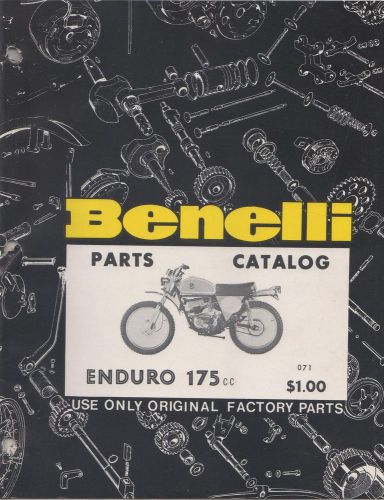 Benelli
PARTS CATALOG
ENDURO 175cc
071
$1.00
USE ONLY ORIGINAL FACTORY PARTS